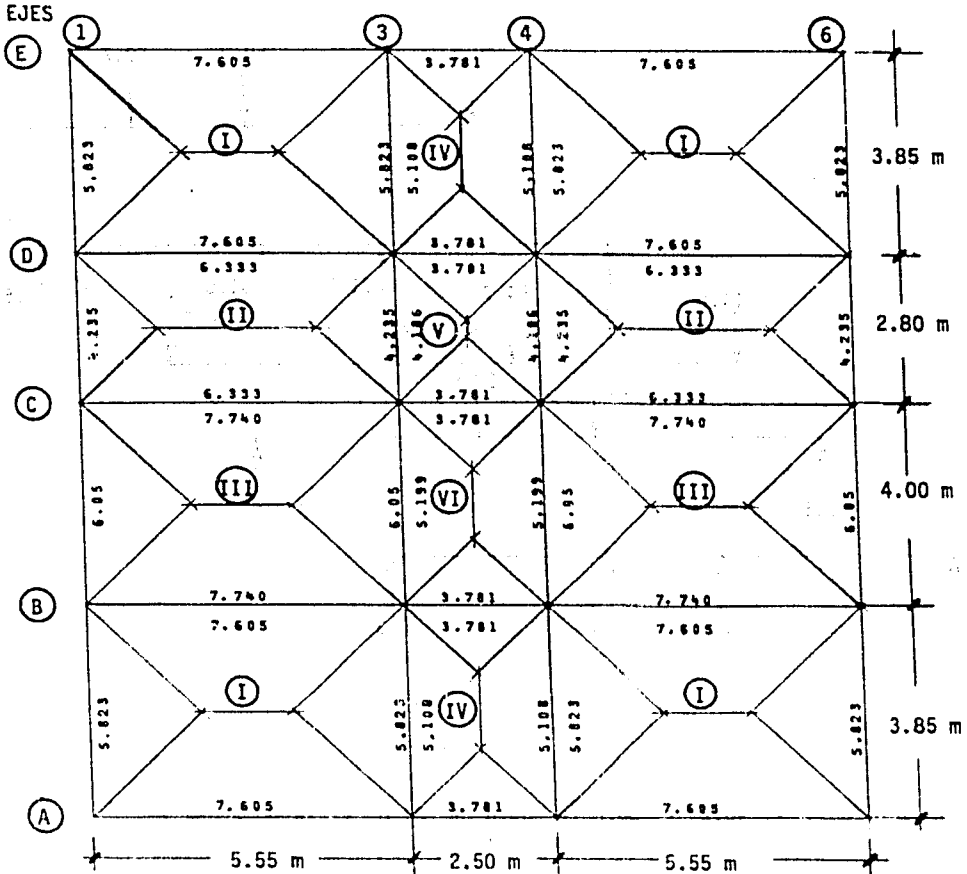 EJES
1 3 4 6
E
7.605 3.781 7.605
I IV I
5.823 5.823 5.108 5.108 5.823 5.823
3.85 m
7.605 3.781 7.605
D
6.333 3.781 6.333
II V II
4.235 4.186 4.186 4.235 4.235
2.80 m
6.333 3.781 6.333
C
7.740 3.781 7.740
III VI III
6.05 6.05 5.199 5.199
4.00 m
7.740 3.781 7.740
B
7.605 3.781 7.605
I IV I
5.823 5.823 5.108 5.108 5.823 5.823
3.85 m
7.605 3.781 7.605
A
5.55 m 2.50 m 5.55 m